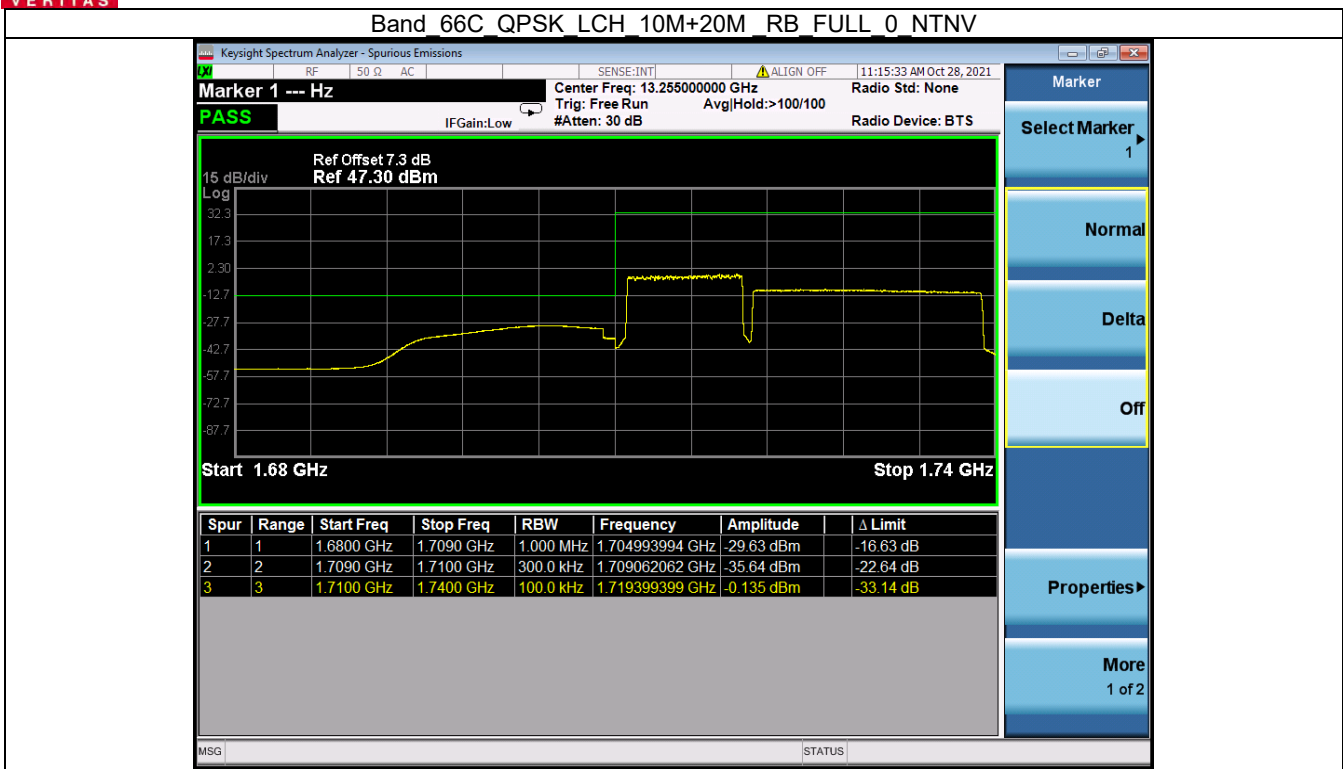 VERITAS
Band_66C_QPSK_LCH_10M+20M _RB_FULL_0_NTNV
Keysight Spectrum Analyzer - Spurious Emissions
LXI RF 50 Ω AC SENSE:INT ALIGN OFF 11:15:33 AM Oct 28, 2021
Marker 1 --- Hz
Center Freq: 13.255000000 GHz
Radio Std: None
Trig: Free Run Avg|Hold:>100/100
PASS
IFGain:Low #Atten: 30 dB Radio Device: BTS
Ref Offset 7.3 dB
15 dB/div Ref 47.30 dBm
Log
32.3
17.3
2.30
-12.7
-27.7
-42.7
-57.7
-72.7
-87.7
Start 1.68 GHz Stop 1.74 GHz
Spur Range Start Freq Stop Freq RBW Frequency Amplitude Δ Limit
1 1 1.6800 GHz 1.7090 GHz 1.000 MHz 1.704993994 GHz -29.63 dBm -16.63 dB
2 2 1.7090 GHz 1.7100 GHz 300.0 kHz 1.709062062 GHz -35.64 dBm -22.64 dB
3 3 1.7100 GHz 1.7400 GHz 100.0 kHz 1.719399399 GHz -0.135 dBm -33.14 dB
MSG STATUS
Marker
Select Marker
1
Normal
Delta
Off
Properties
More
1 of 2